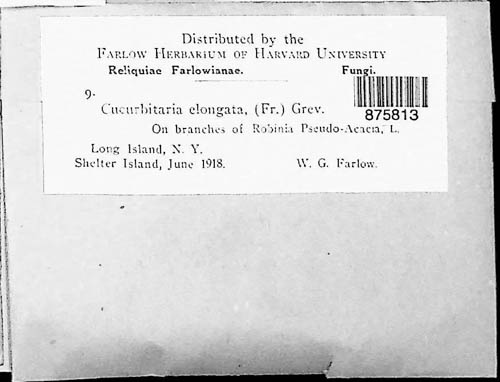 Distributed by the
FARLOW HERBARIUM OF HARVARD UNIVERSITY
Reliquiae Farlowianae. Fungi.
9.
875813
Cucurbitaria elongata, (Fr.) Grev.
On branches of Robinia Pseudo-Acacia, L.
Long Island, N. Y.
Shelter Island, June 1918. W. G. Farlow.